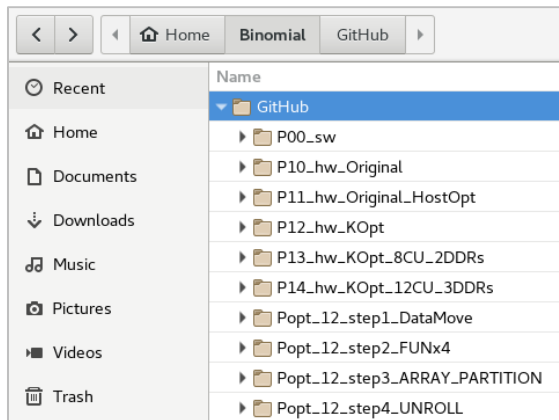 Home Binomial GitHub
Recent
Home
Documents
Downloads
Music
Pictures
Videos
Trash
Name
GitHub
P00_sw
P10_hw_Original
P11_hw_Original_HostOpt
P12_hw_KOpt
P13_hw_KOpt_8CU_2DDRs
P14_hw_KOpt_12CU_3DDRs
Popt_12_step1_DataMove
Popt_12_step2_FUNx4
Popt_12_step3_ARRAY_PARTITION
Popt_12_step4_UNROLL